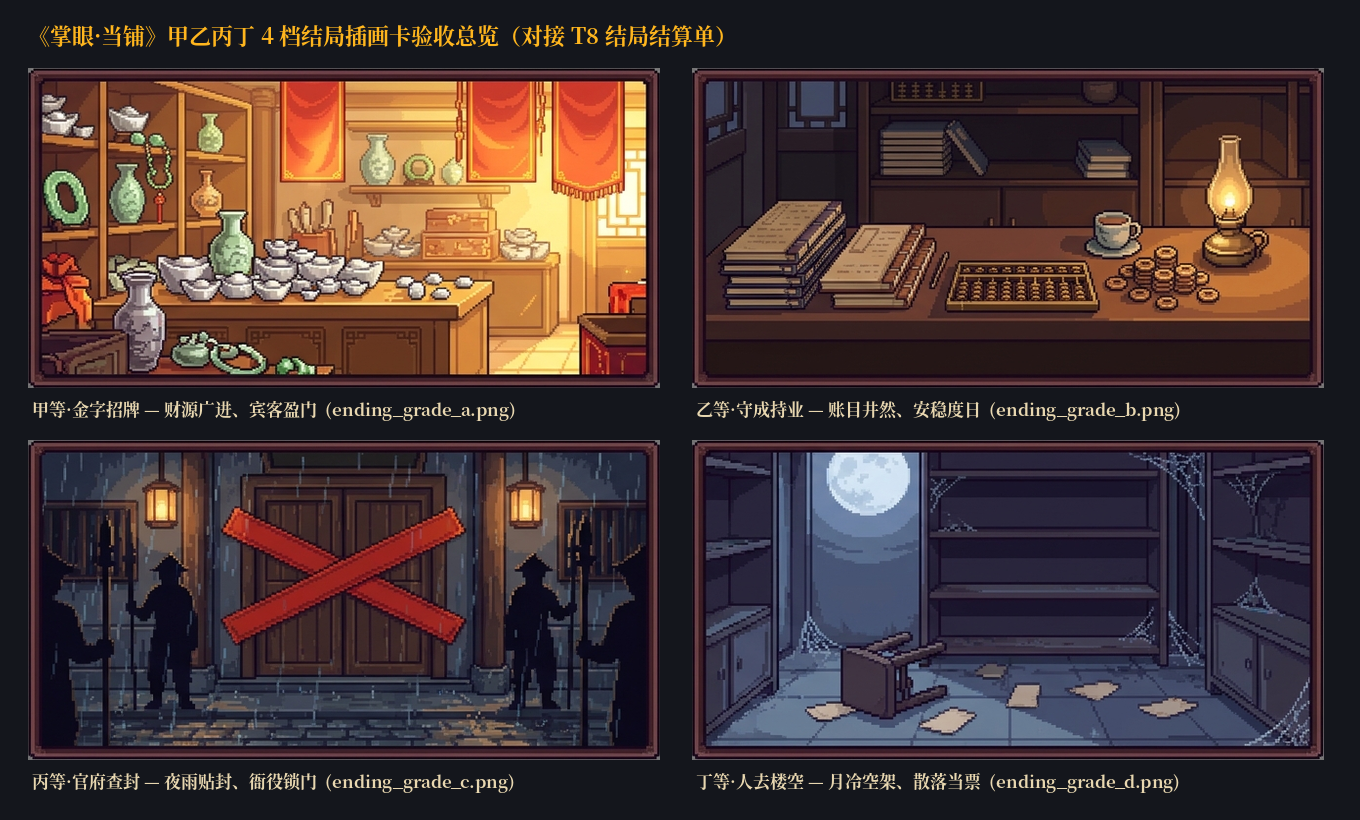 《掌眼·当铺》甲乙丙丁 4 档结局插画卡验收总览（对接 T8 结局结算单）
甲等·金字招牌 — 财源广进、宾客盈门 (ending_grade_a.png)
乙等·守成持业 — 账目井然、安稳度日 (ending_grade_b.png)
丙等·官府查封 — 夜雨贴封、衙役锁门 (ending_grade_c.png)
丁等·人去楼空 — 月冷空架、散落当票 (ending_grade_d.png)